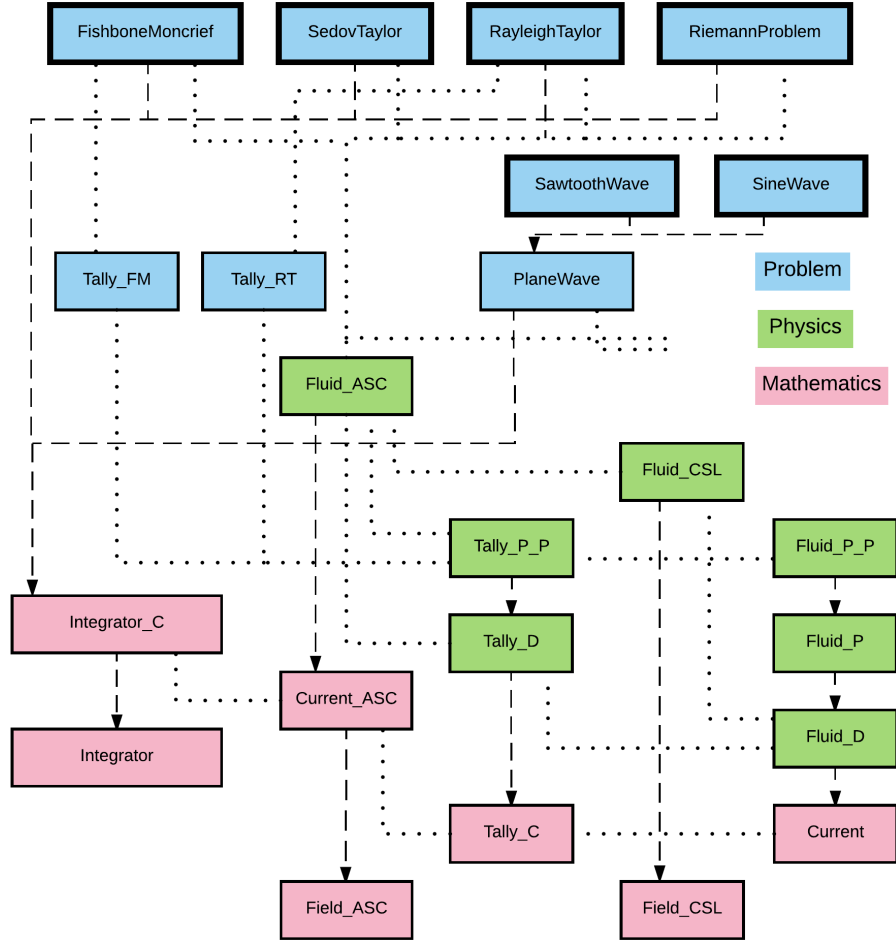 FishboneMoncrief
SedovTaylor
RayleighTaylor
RiemannProblem
SawtoothWave
SineWave
Tally_FM
Tally_RT
PlaneWave
Problem
Physics
Mathematics
Fluid_ASC
Fluid_CSL
Tally_P_P
Fluid_P_P
Integrator_C
Tally_D
Fluid_P
Current_ASC
Integrator
Fluid_D
Tally_C
Current
Field_ASC
Field_CSL